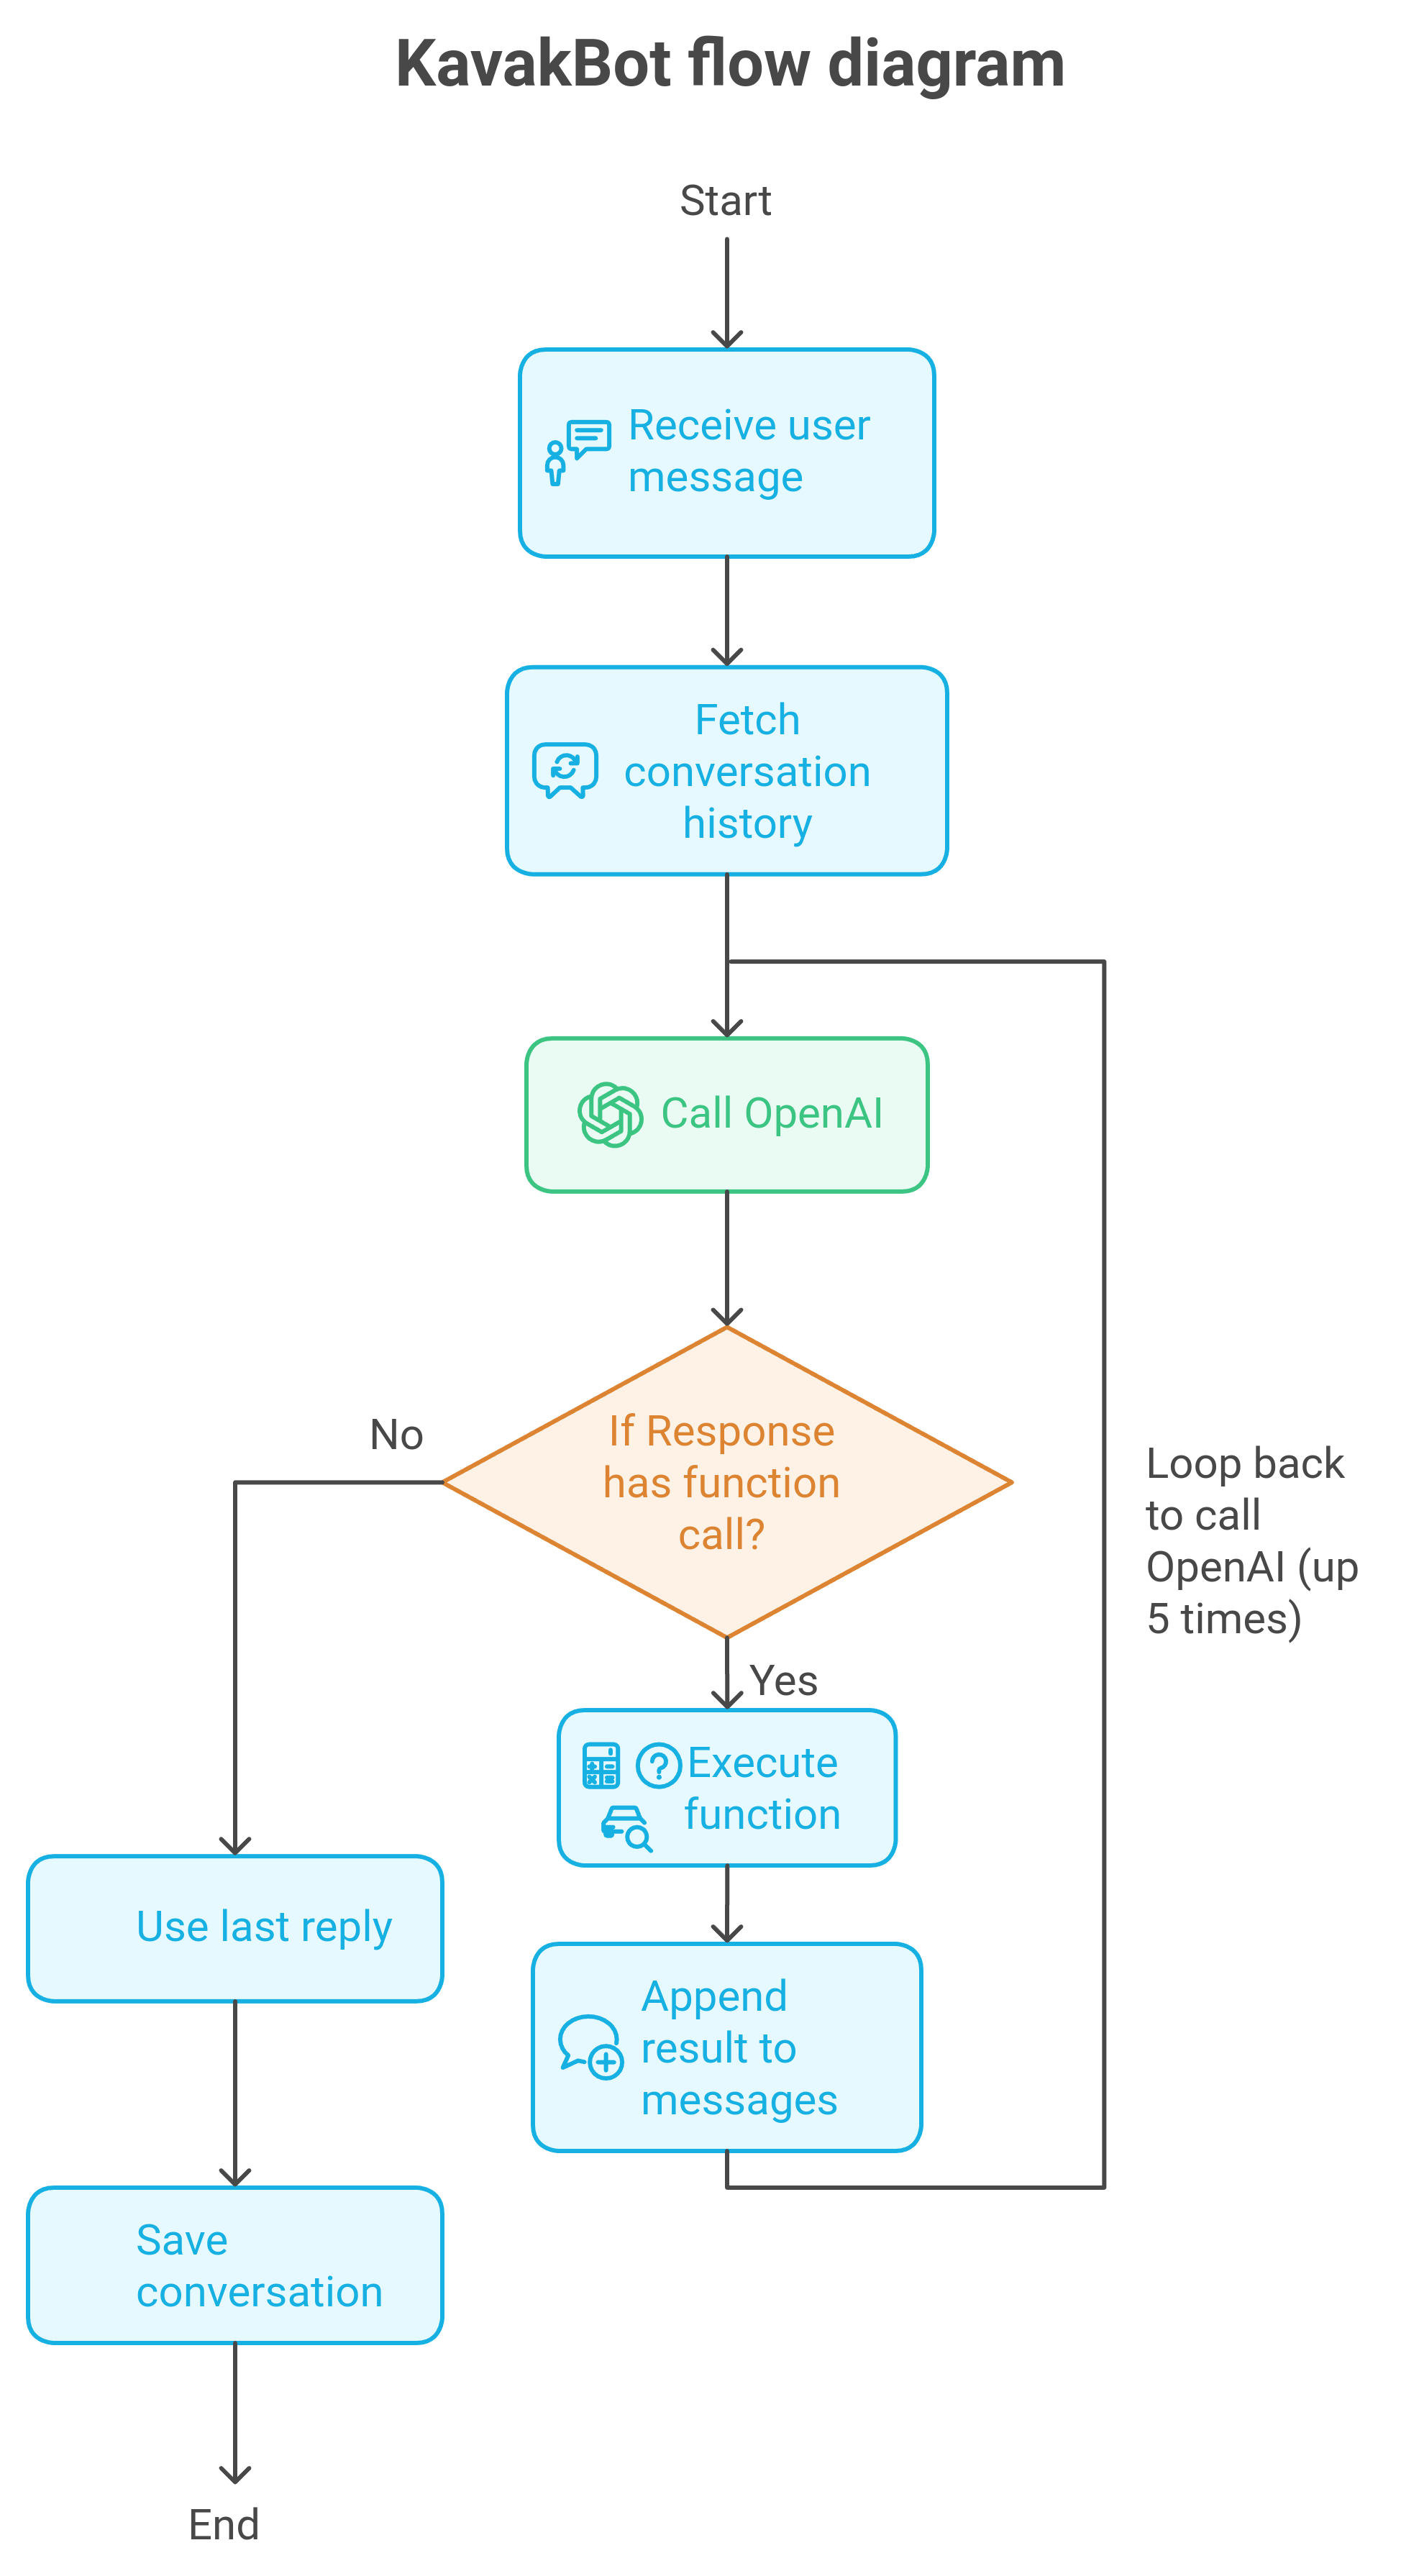 KavakBot flow diagram
Start
Receive user
message
Fetch
conversation
history
Call OpenAI
If Response
has function
call?
No
Yes
Loop back
to call
OpenAI (up
5 times)
Execute
function
Append
result to
messages
Use last reply
Save
conversation
End